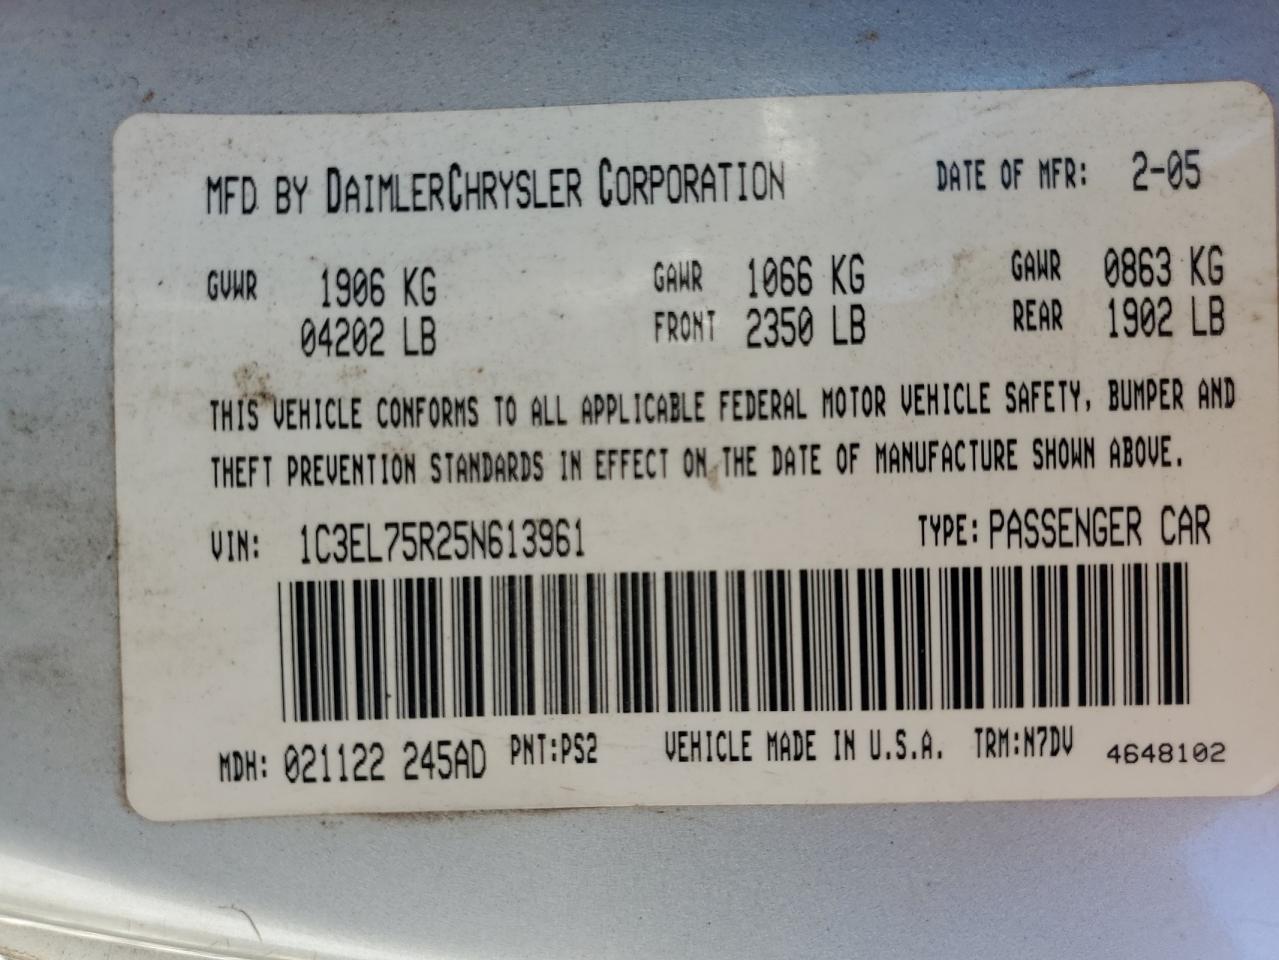 MFD BY DAIMLERCHRYSLER CORPORATION DATE OF MFR: 2-05
GVWR 1906 KG GAWR 1066 KG GAWR 0863 KG
04202 LB FRONT 2350 LB REAR 1902 LB
THIS VEHICLE CONFORMS TO ALL APPLICABLE FEDERAL MOTOR VEHICLE SAFETY, BUMPER AND
THEFT PREVENTION STANDARDS IN EFFECT ON THE DATE OF MANUFACTURE SHOWN ABOVE.
VIN: 1C3EL75R25N613961 TYPE: PASSENGER CAR
MDH: 021122 245AD PNT:PS2 VEHICLE MADE IN U.S.A. TRM:N7DV 4648102